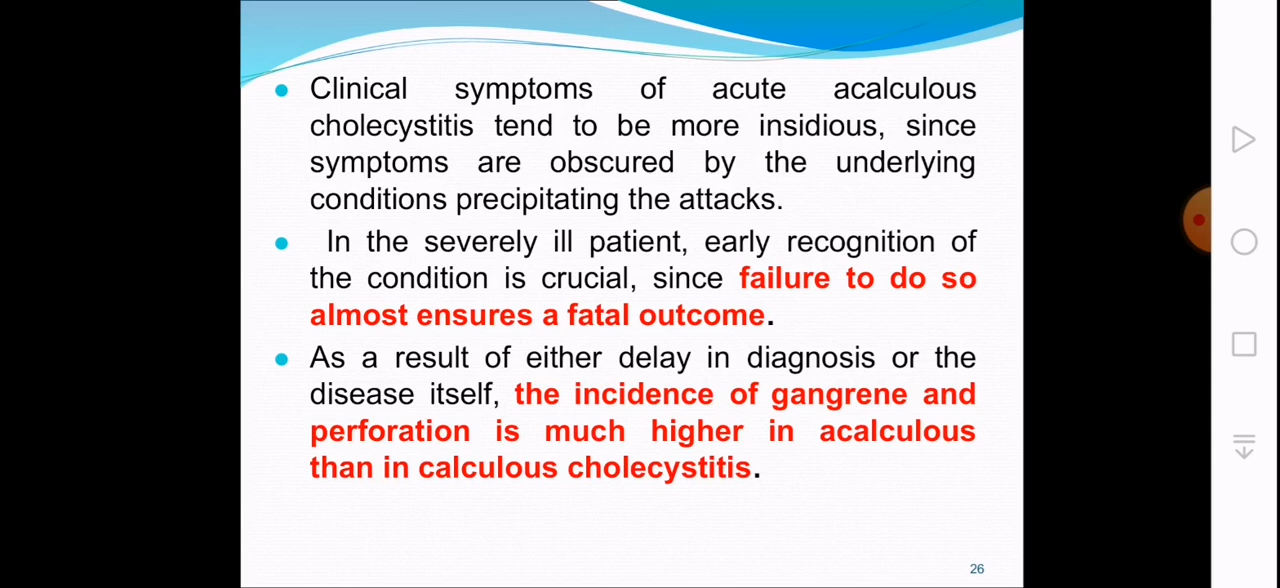 Clinical symptoms of acute acalculous
cholecystitis tend to be more insidious, since
symptoms are obscured by the underlying
conditions precipitating the attacks.
In the severely ill patient, early recognition of
the condition is crucial, since failure to do so
almost ensures a fatal outcome.
As a result of either delay in diagnosis or the
disease itself, the incidence of gangrene and
perforation is much higher in acalculous
than in calculous cholecystitis.
26